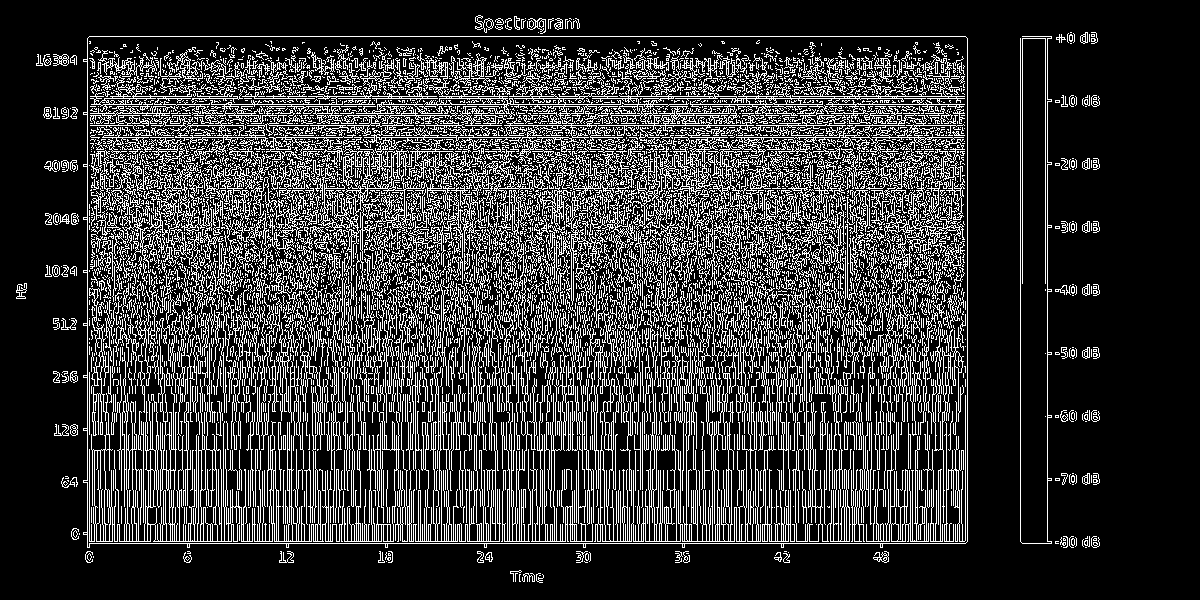 Spectrogram
16384
8192
4096
2048
1024
512
256
128
64
0
Hz
0 6 12 18 24 30 36 42 48
Time
+0 dB
-10 dB
-20 dB
-30 dB
-40 dB
-50 dB
-60 dB
-70 dB
-80 dB